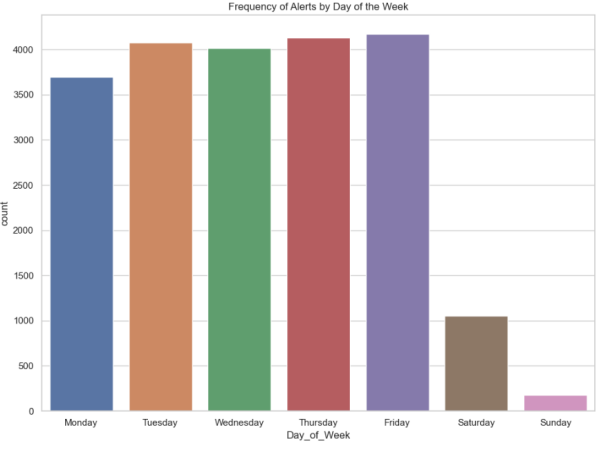 Frequency of Alerts by Day of the Week
count
4000
3500
3000
2500
2000
1500
1000
500
0
Monday Tuesday Wednesday Thursday Friday Saturday Sunday
Day_of_Week